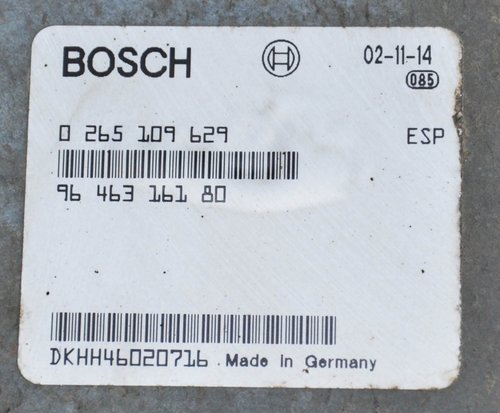 BOSCH 02-11-14
085
0 265 109 629 ESP
96 463 161 80
DKHH46020716 Made in Germany